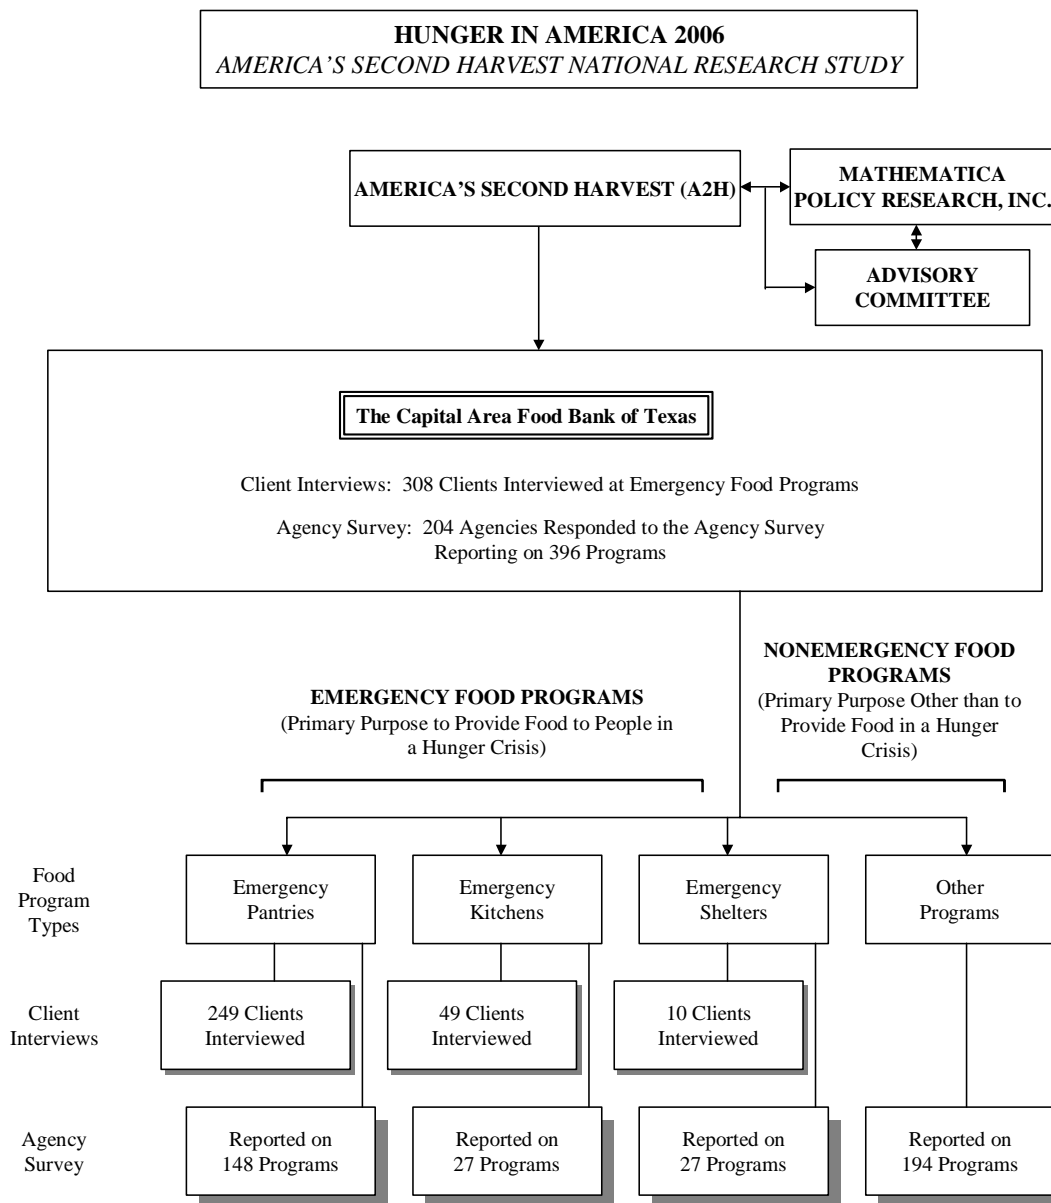 HUNGER IN AMERICA 2006
AMERICA'S SECOND HARVEST NATIONAL RESEARCH STUDY
AMERICA'S SECOND HARVEST (A2H)
MATHEMATICA
POLICY RESEARCH, INC.
ADVISORY
COMMITTEE
The Capital Area Food Bank of Texas
Client Interviews:  308 Clients Interviewed at Emergency Food Programs
Agency Survey:  204 Agencies Responded to the Agency Survey
Reporting on 396 Programs
EMERGENCY FOOD PROGRAMS
(Primary Purpose to Provide Food to People in
a Hunger Crisis)
NONEMERGENCY FOOD
PROGRAMS
(Primary Purpose Other than to
Provide Food in a Hunger
Crisis)
Food
Program
Types
Emergency
Pantries
Emergency
Kitchens
Emergency
Shelters
Other
Programs
Client
Interviews
249 Clients
Interviewed
49 Clients
Interviewed
10 Clients
Interviewed
Agency
Survey
Reported on
148 Programs
Reported on
27 Programs
Reported on
27 Programs
Reported on
194 Programs